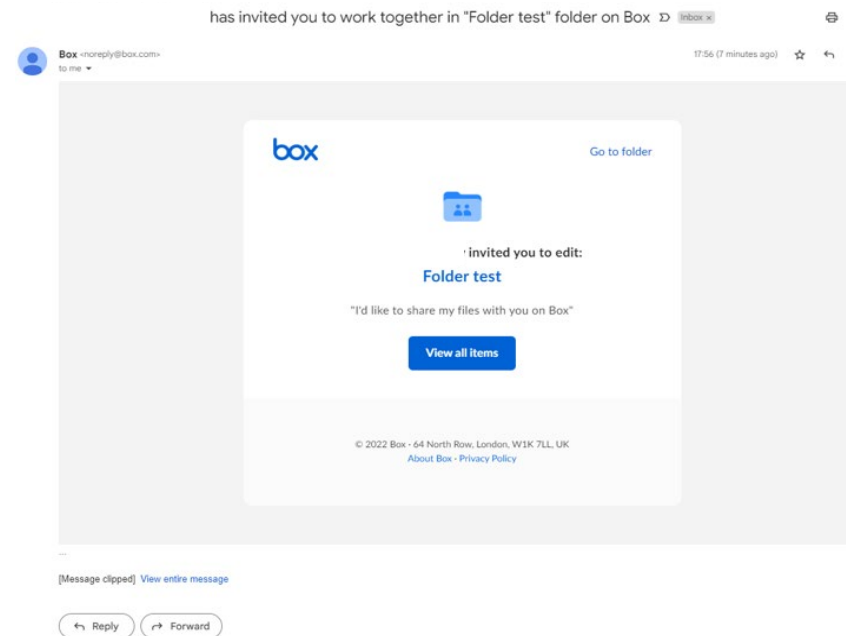 has invited you to work together in "Folder test" folder on Box Inbox ×
Box <noreply@box.com> 17:56 (7 minutes ago)
to me
box Go to folder
invited you to edit:
Folder test
"I'd like to share my files with you on Box"
View all items
© 2022 Box - 64 North Row, London, W1K 7LL, UK
About Box - Privacy Policy
...
[Message clipped] View entire message
Reply Forward